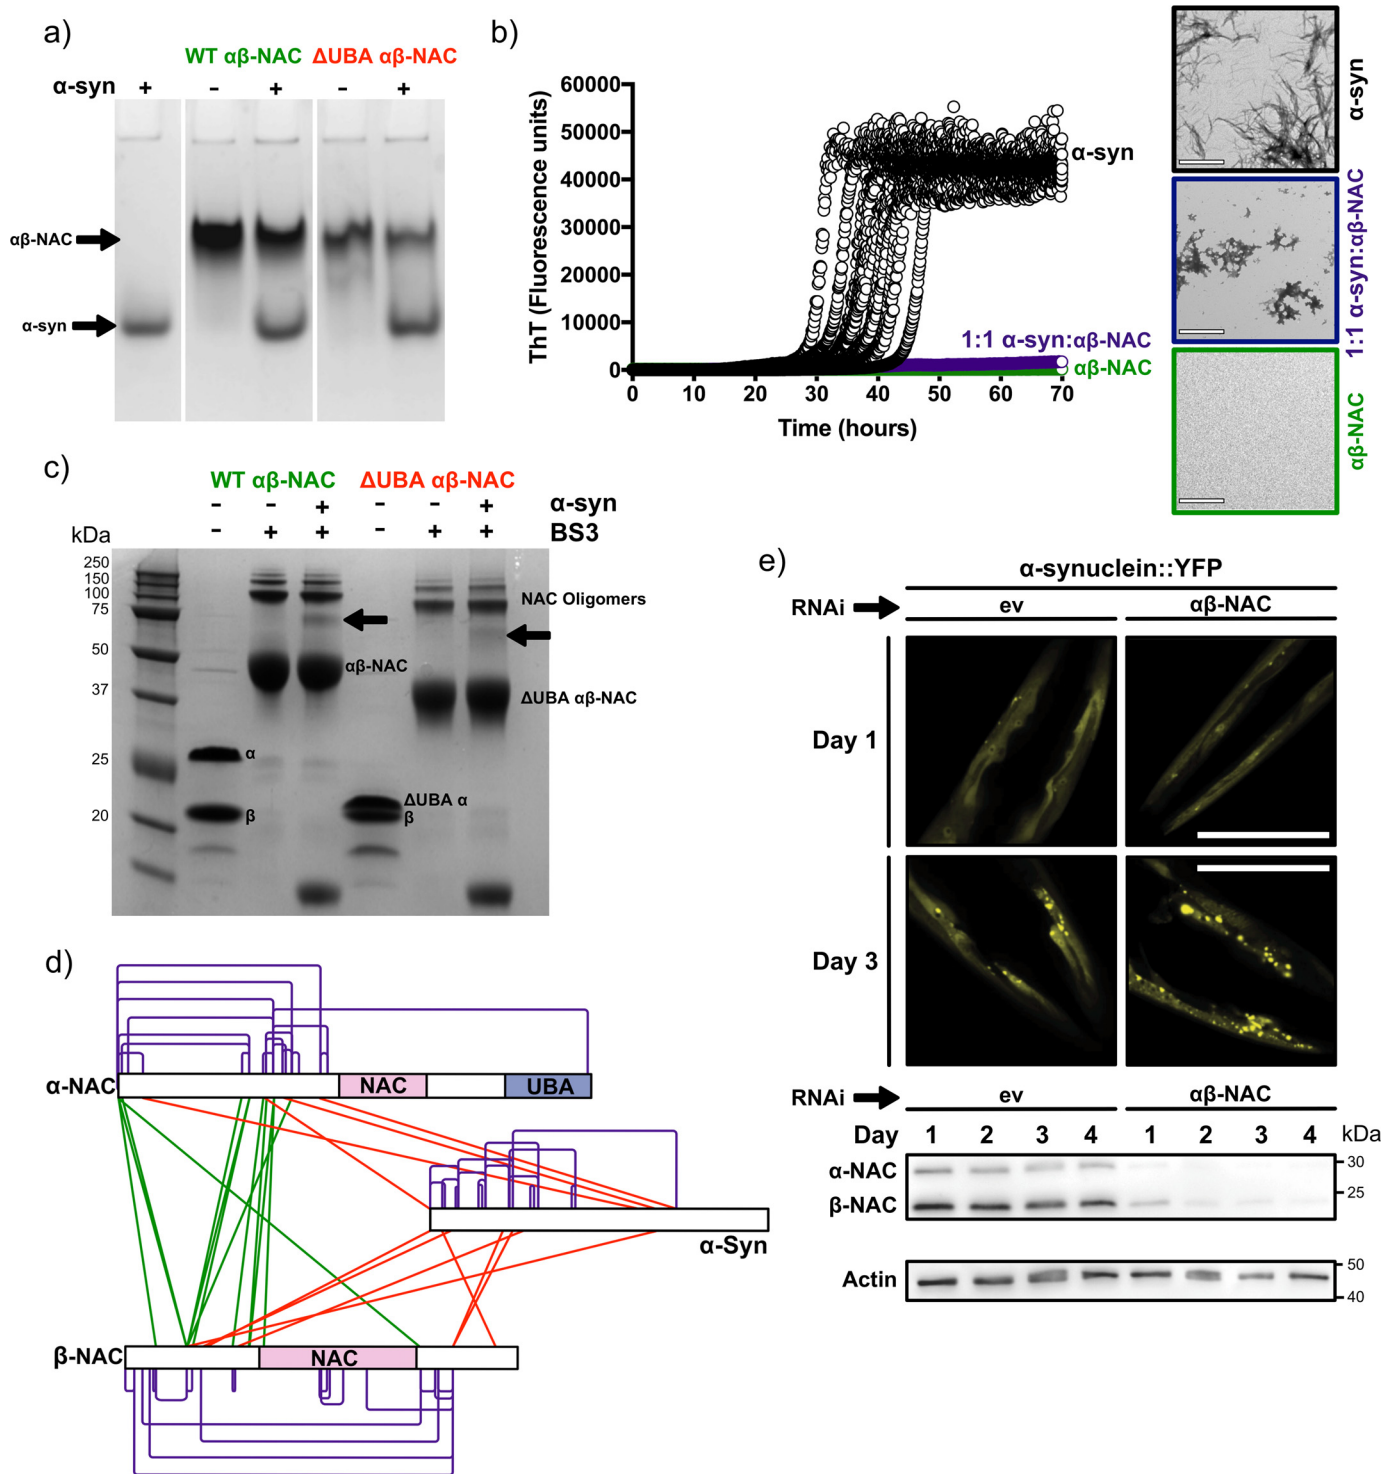 a)
WT αβ-NAC ΔUBA αβ-NAC
α-syn + - + - +
αβ-NAC
α-syn
b)
ThT (Fluorescence units)
60000
50000
40000
30000
20000
10000
0
0 10 20 30 40 50 60 70
Time (hours)
α-syn
1:1 α-syn:αβ-NAC
αβ-NAC
α-syn
1:1 α-syn:αβ-NAC
αβ-NAC
c)
WT αβ-NAC ΔUBA αβ-NAC
- - + - - + α-syn
- + + - + + BS3
kDa
250
150
100
75
50
37
25
20
NAC Oligomers
αβ-NAC
ΔUBA αβ-NAC
α
β
ΔUBA α
β
d)
α-NAC NAC UBA
α-Syn
β-NAC NAC
e)
α-synuclein::YFP
RNAi ev αβ-NAC
Day 1
Day 3
RNAi ev αβ-NAC
Day 1 2 3 4 1 2 3 4 kDa
α-NAC 30
β-NAC 25
Actin 50
40